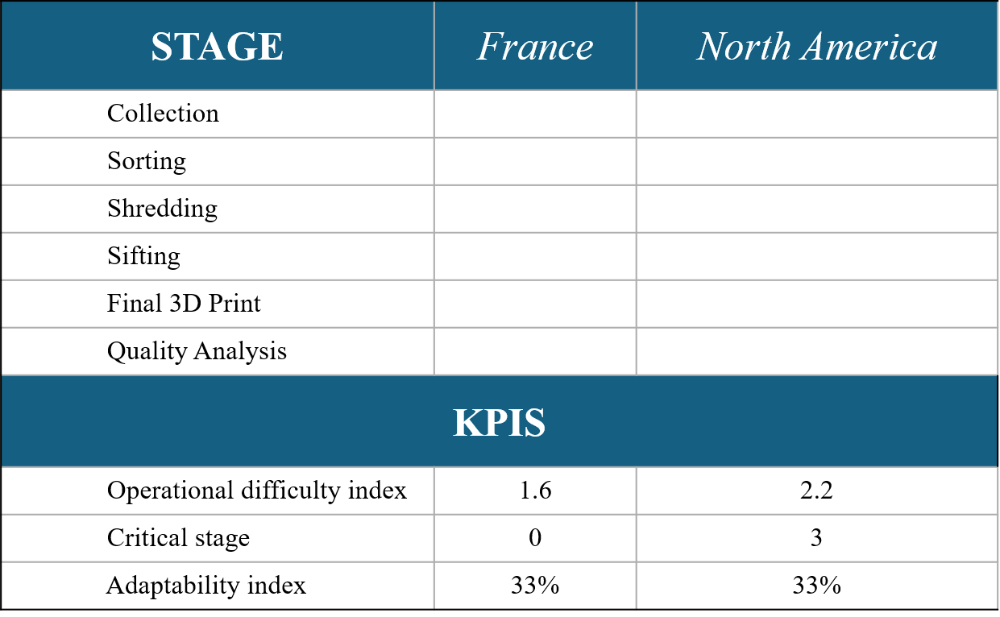 STAGE France North America
Collection
Sorting
Shredding
Sifting
Final 3D Print
Quality Analysis
KPIS
Operational difficulty index 1.6 2.2
Critical stage 0 3
Adaptability index 33% 33%